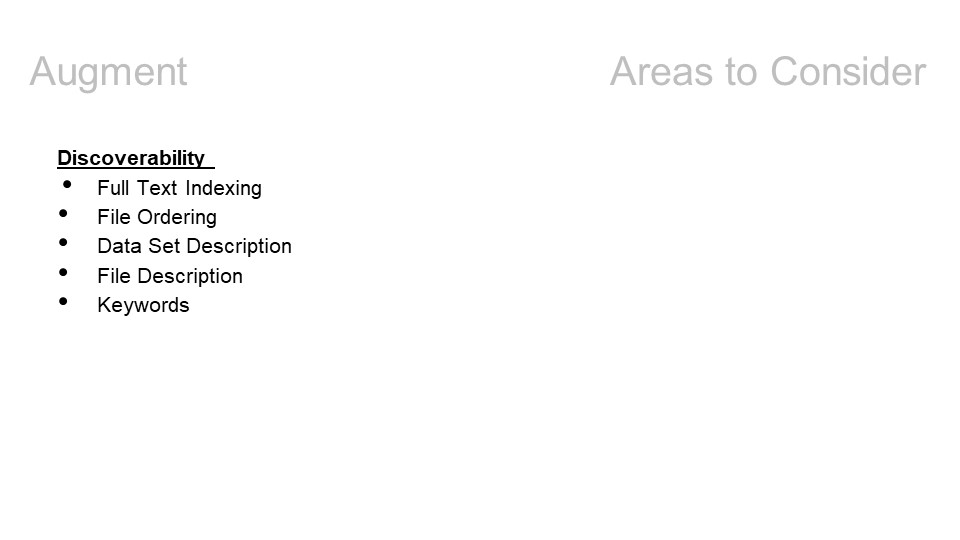 Augment
Areas to Consider
Discoverability
• Full Text Indexing
• File Ordering
• Data Set Description
• File Description
• Keywords